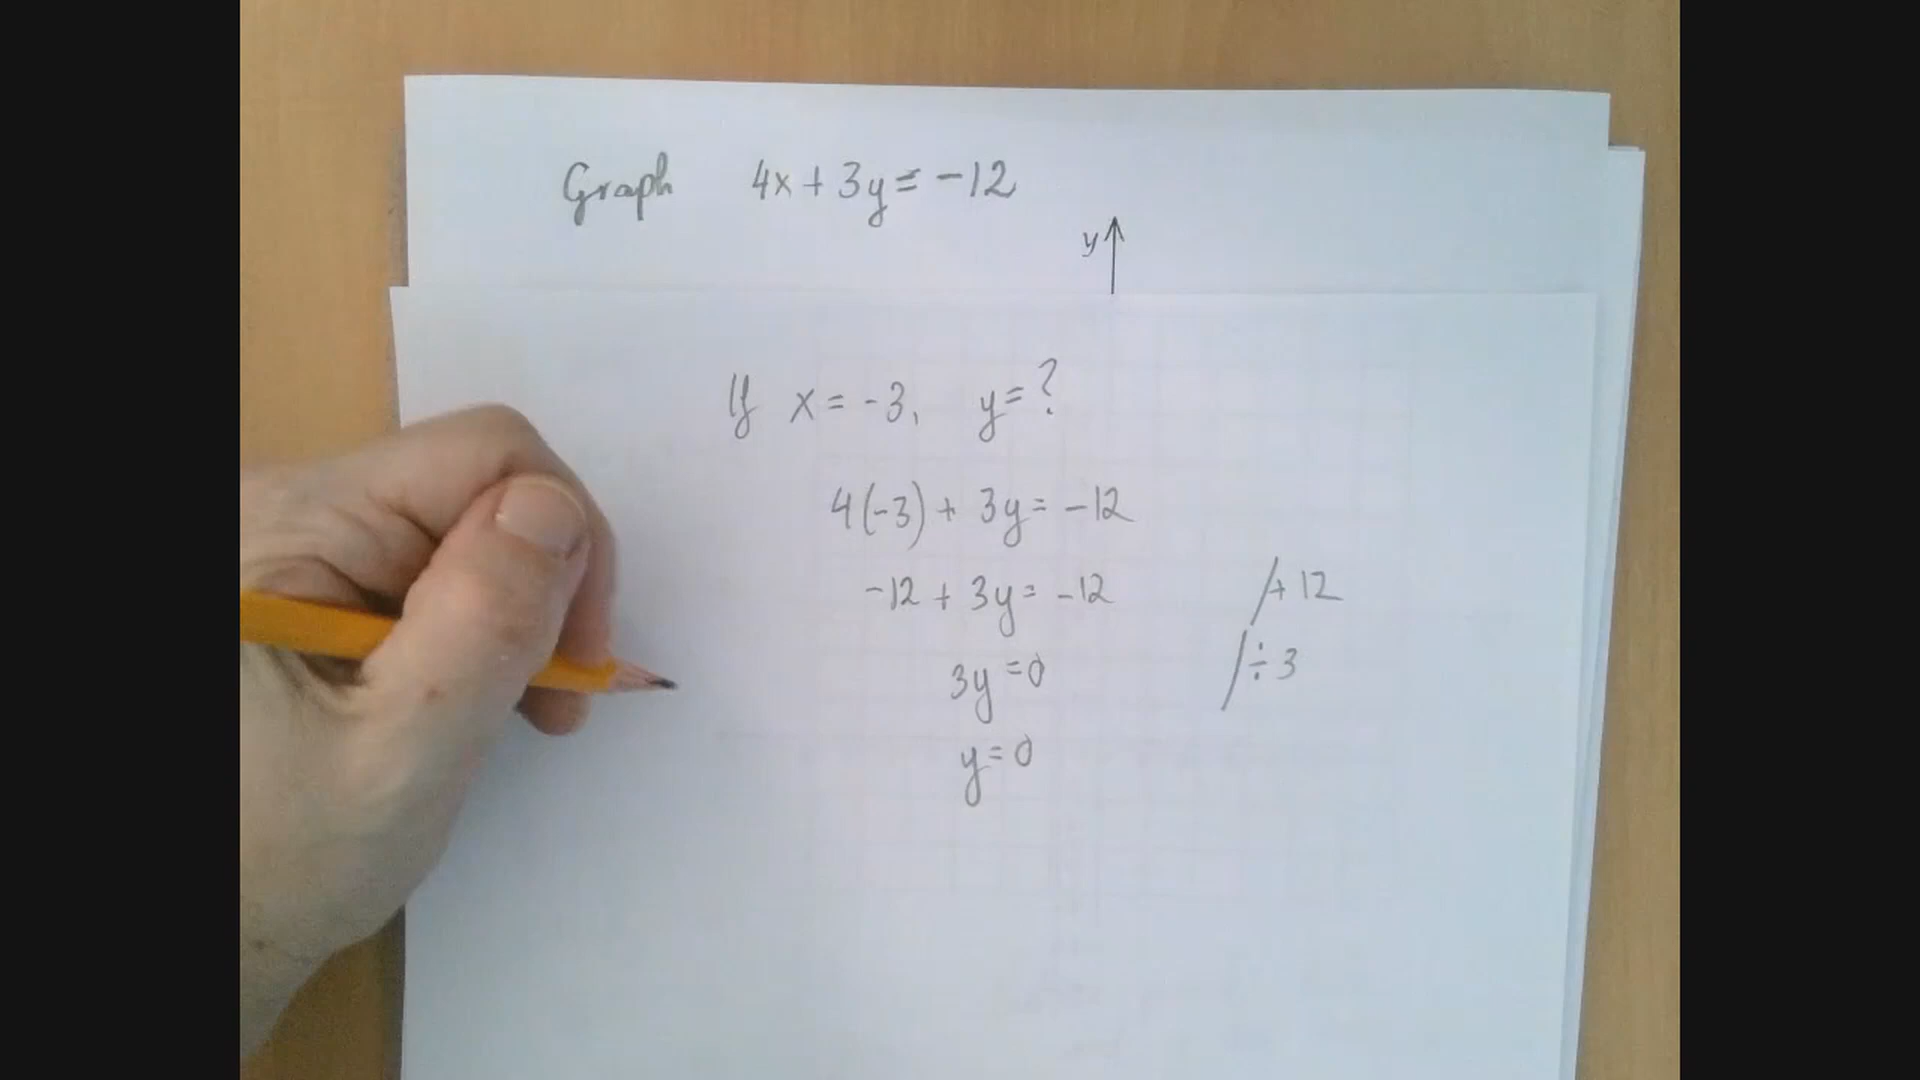 Graph 4x + 3y = -12
y
If x = -3, y = ?
4(-3) + 3y = -12
-12 + 3y = -12 /+ 12
3y = 0 /÷ 3
y = 0